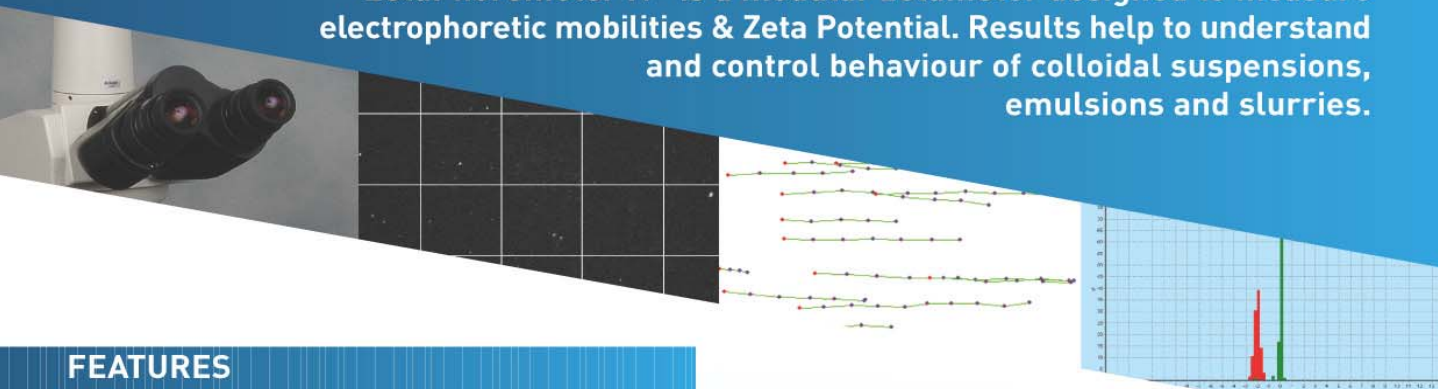 electrophoretic mobilities & Zeta Potential. Results help to understand
and control behaviour of colloidal suspensions,
emulsions and slurries.
FEATURES